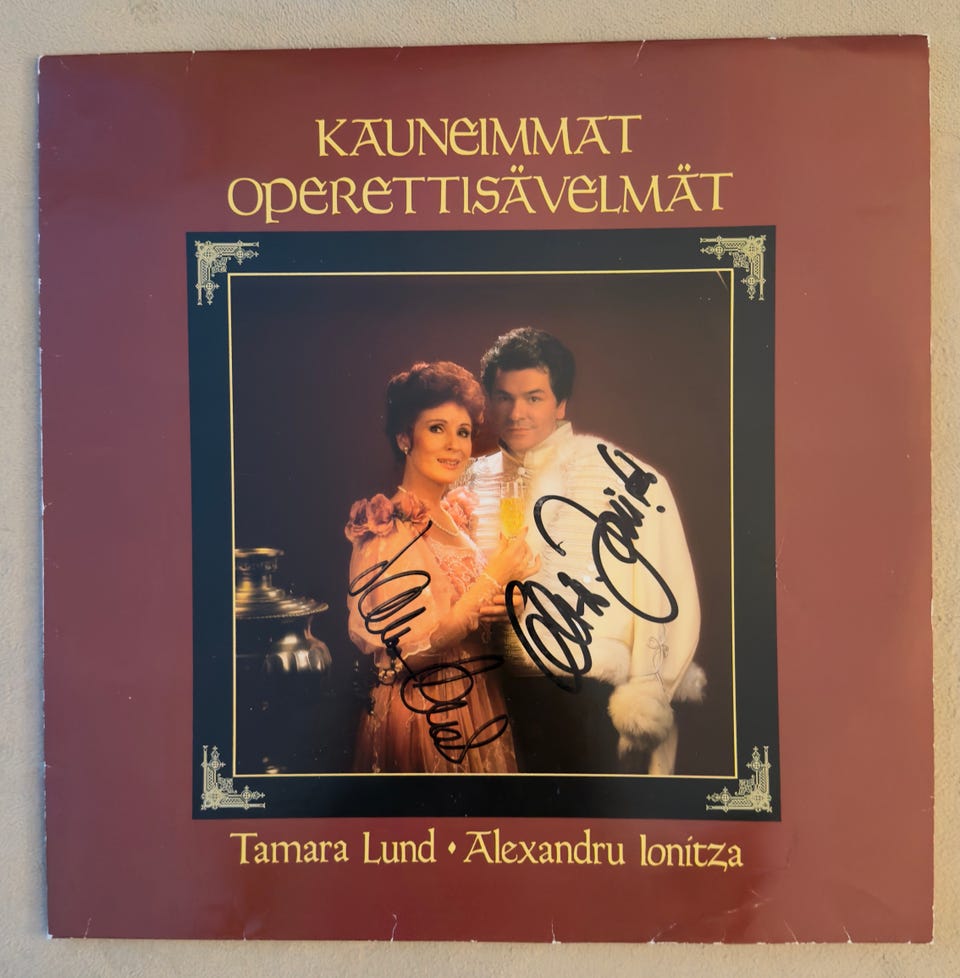 KAUNEIMMAT
OPERETTISÄVELMÄT
Tamara Lund • Alexandru Ionitza